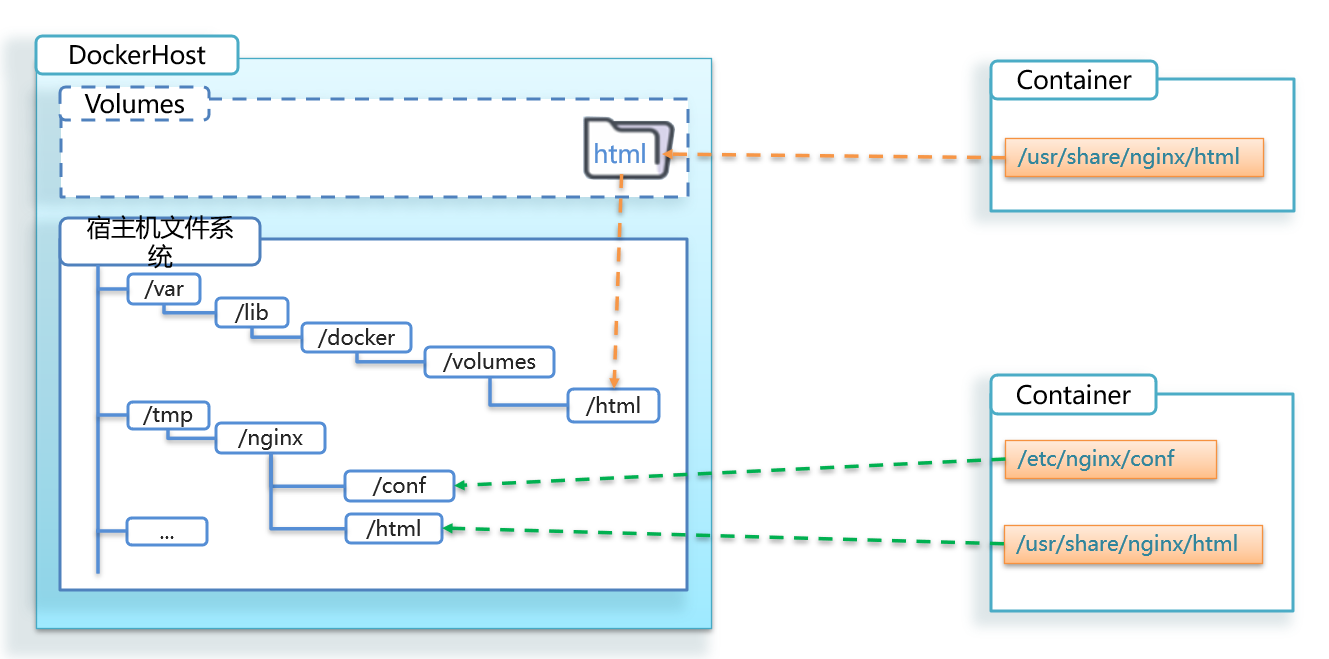 DockerHost
Volumes
html
宿主机文件系
统
/var
/lib
/docker
/volumes
/html
/tmp
/nginx
/conf
/html
...
Container
/usr/share/nginx/html
Container
/etc/nginx/conf
/usr/share/nginx/html